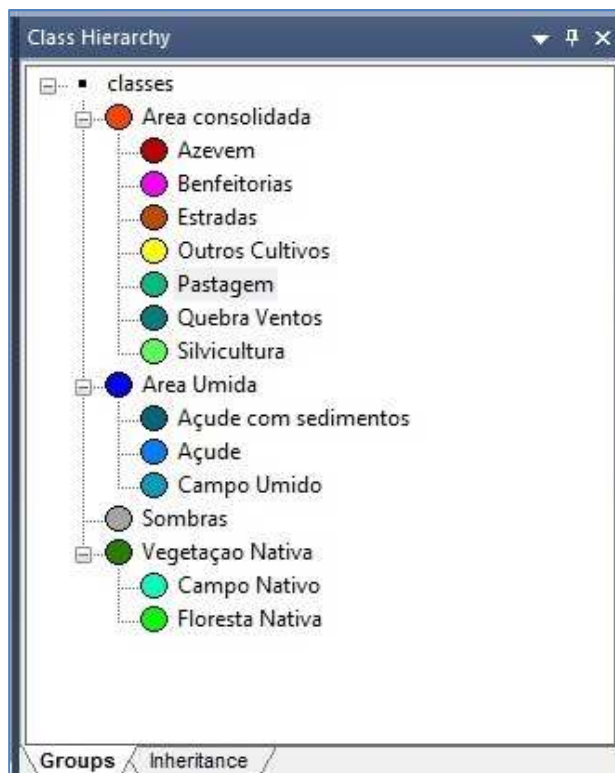 Class Hierarchy
classes
Area consolidada
Azevem
Benfeitorias
Estradas
Outros Cultivos
Pastagem
Quebra Ventos
Silvicultura
Area Umida
Açude com sedimentos
Açude
Campo Umido
Sombras
Vegetaçao Nativa
Campo Nativo
Floresta Nativa
Groups Inheritance